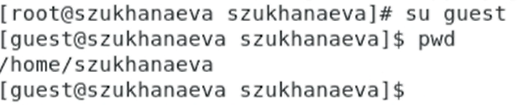 [root@szukhanaeva szukhanaeva]# su guest
[guest@szukhanaeva szukhanaeva]$ pwd
/home/szukhanaeva
[guest@szukhanaeva szukhanaeva]$